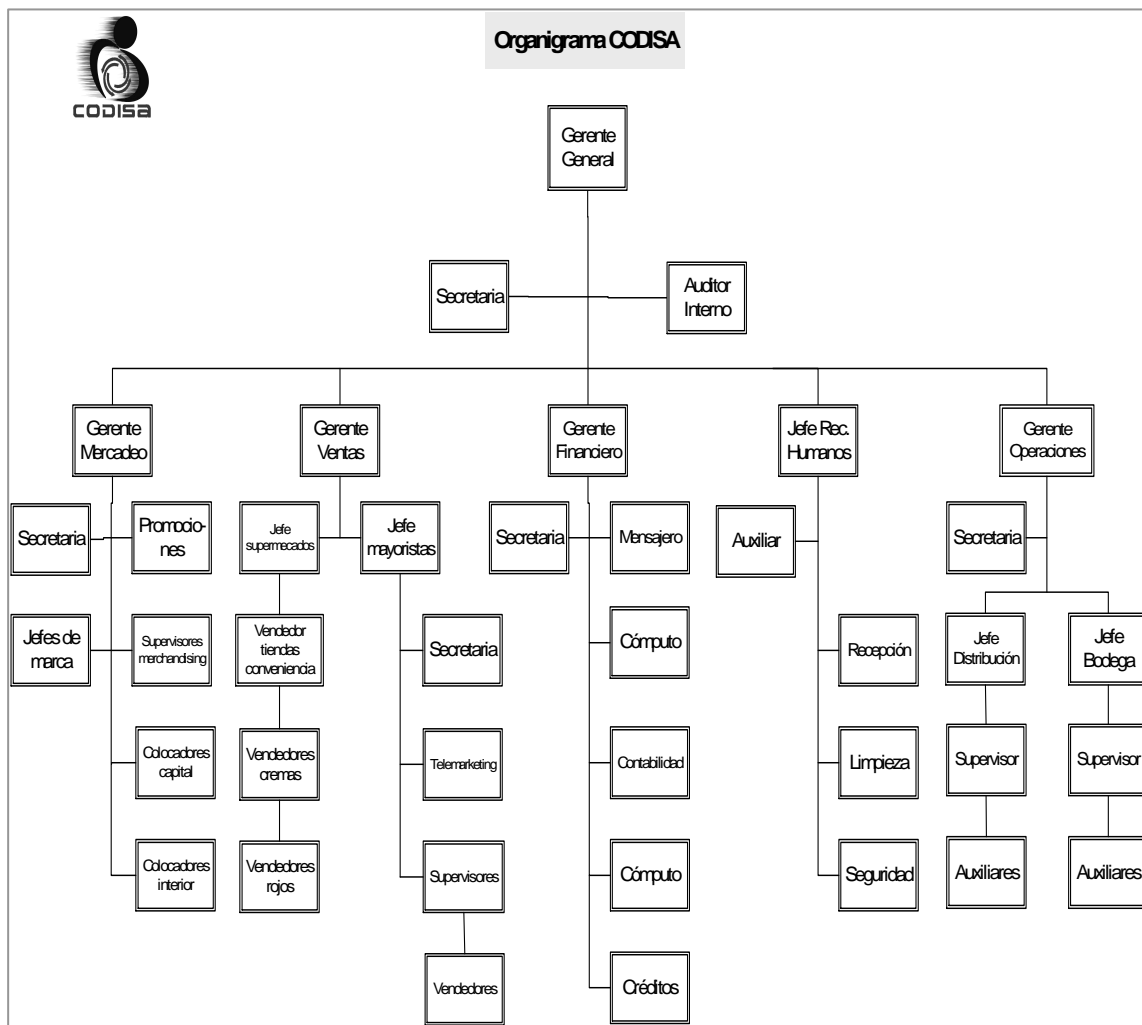 Organigrama CODISA
CODISA
Gerente
General
Secretaria
Auditor
Interno
Gerente
Mercadeo
Gerente
Ventas
Gerente
Financiero
Jefe Rec.
Humanos
Gerente
Operaciones
Secretaria
Promocio-
nes
Jefe
supermecados
Jefe
mayoristas
Secretaria
Mensajero
Auxiliar
Secretaria
Jefes de
marca
Supervisores
merchandising
Vendedor
tiendas
conveniencia
Secretaria
Cómputo
Recepción
Jefe
Distribución
Jefe
Bodega
Colocadores
capital
Vendedores
cremas
Telemarketing
Contabilidad
Limpieza
Supervisor
Supervisor
Colocadores
interior
Vendedores
rojos
Supervisores
Cómputo
Seguridad
Auxiliares
Auxiliares
Vendedores
Créditos